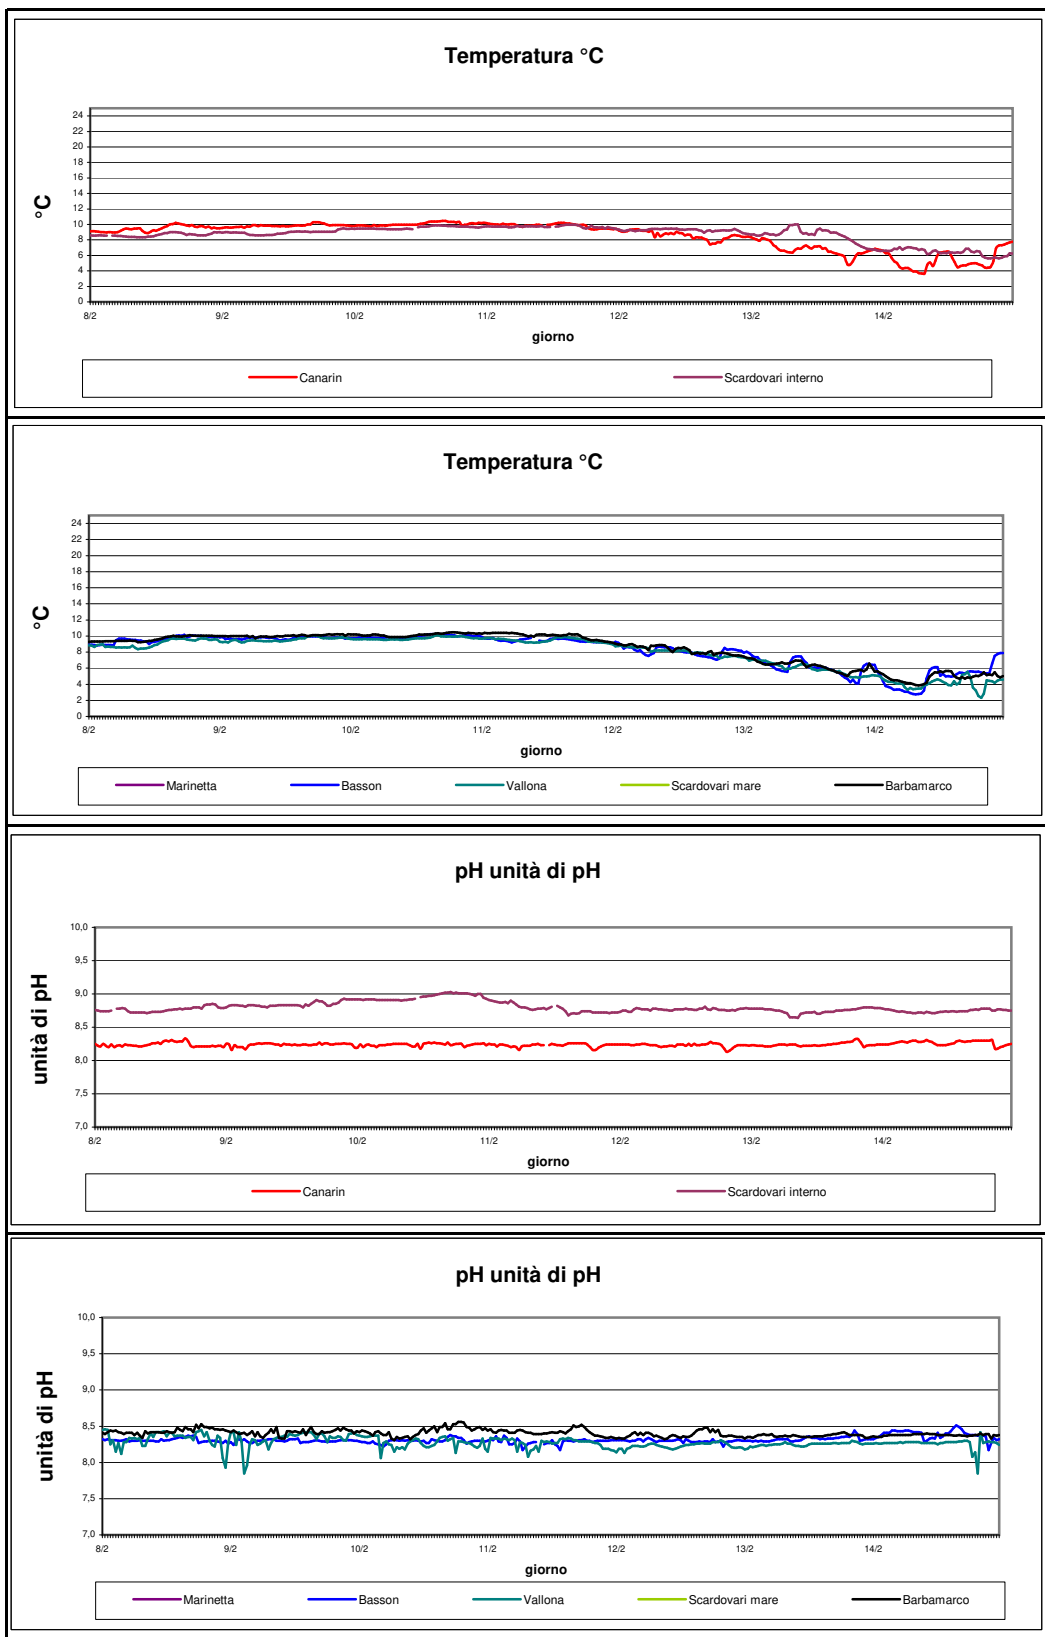 Temperatura °C
24
22
20
18
16
14
12
10
8
6
4
2
0
°C
8/2 9/2 10/2 11/2 12/2 13/2 14/2
giorno
Canarin Scardovari interno
Temperatura °C
24
22
20
18
16
14
12
10
8
6
4
2
0
°C
8/2 9/2 10/2 11/2 12/2 13/2 14/2
giorno
Marinetta Basson Vallona Scardovari mare Barbamarco
pH unità di pH
10,0
9,5
9,0
8,5
8,0
7,5
7,0
unità di pH
8/2 9/2 10/2 11/2 12/2 13/2 14/2
giorno
Canarin Scardovari interno
pH unità di pH
10,0
9,5
9,0
8,5
8,0
7,5
7,0
unità di pH
8/2 9/2 10/2 11/2 12/2 13/2 14/2
giorno
Marinetta Basson Vallona Scardovari mare Barbamarco